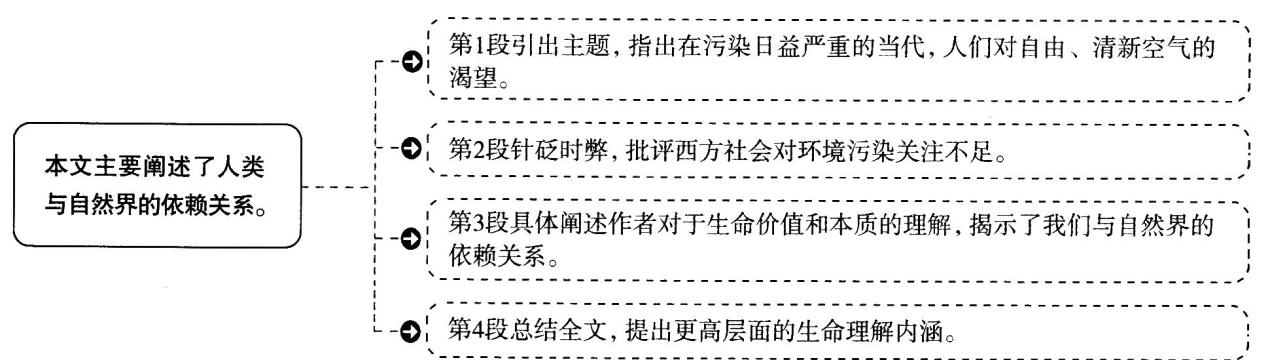 本文主要阐述了人类
与自然界的依赖关系。
第1段引出主题，指出在污染日益严重的当代，人们对自由、清新空气的
渴望。
第2段针砭时弊，批评西方社会对环境污染关注不足。
第3段具体阐述作者对于生命价值和本质的理解，揭示了我们与自然界的
依赖关系。
第4段总结全文，提出更高层面的生命理解内涵。